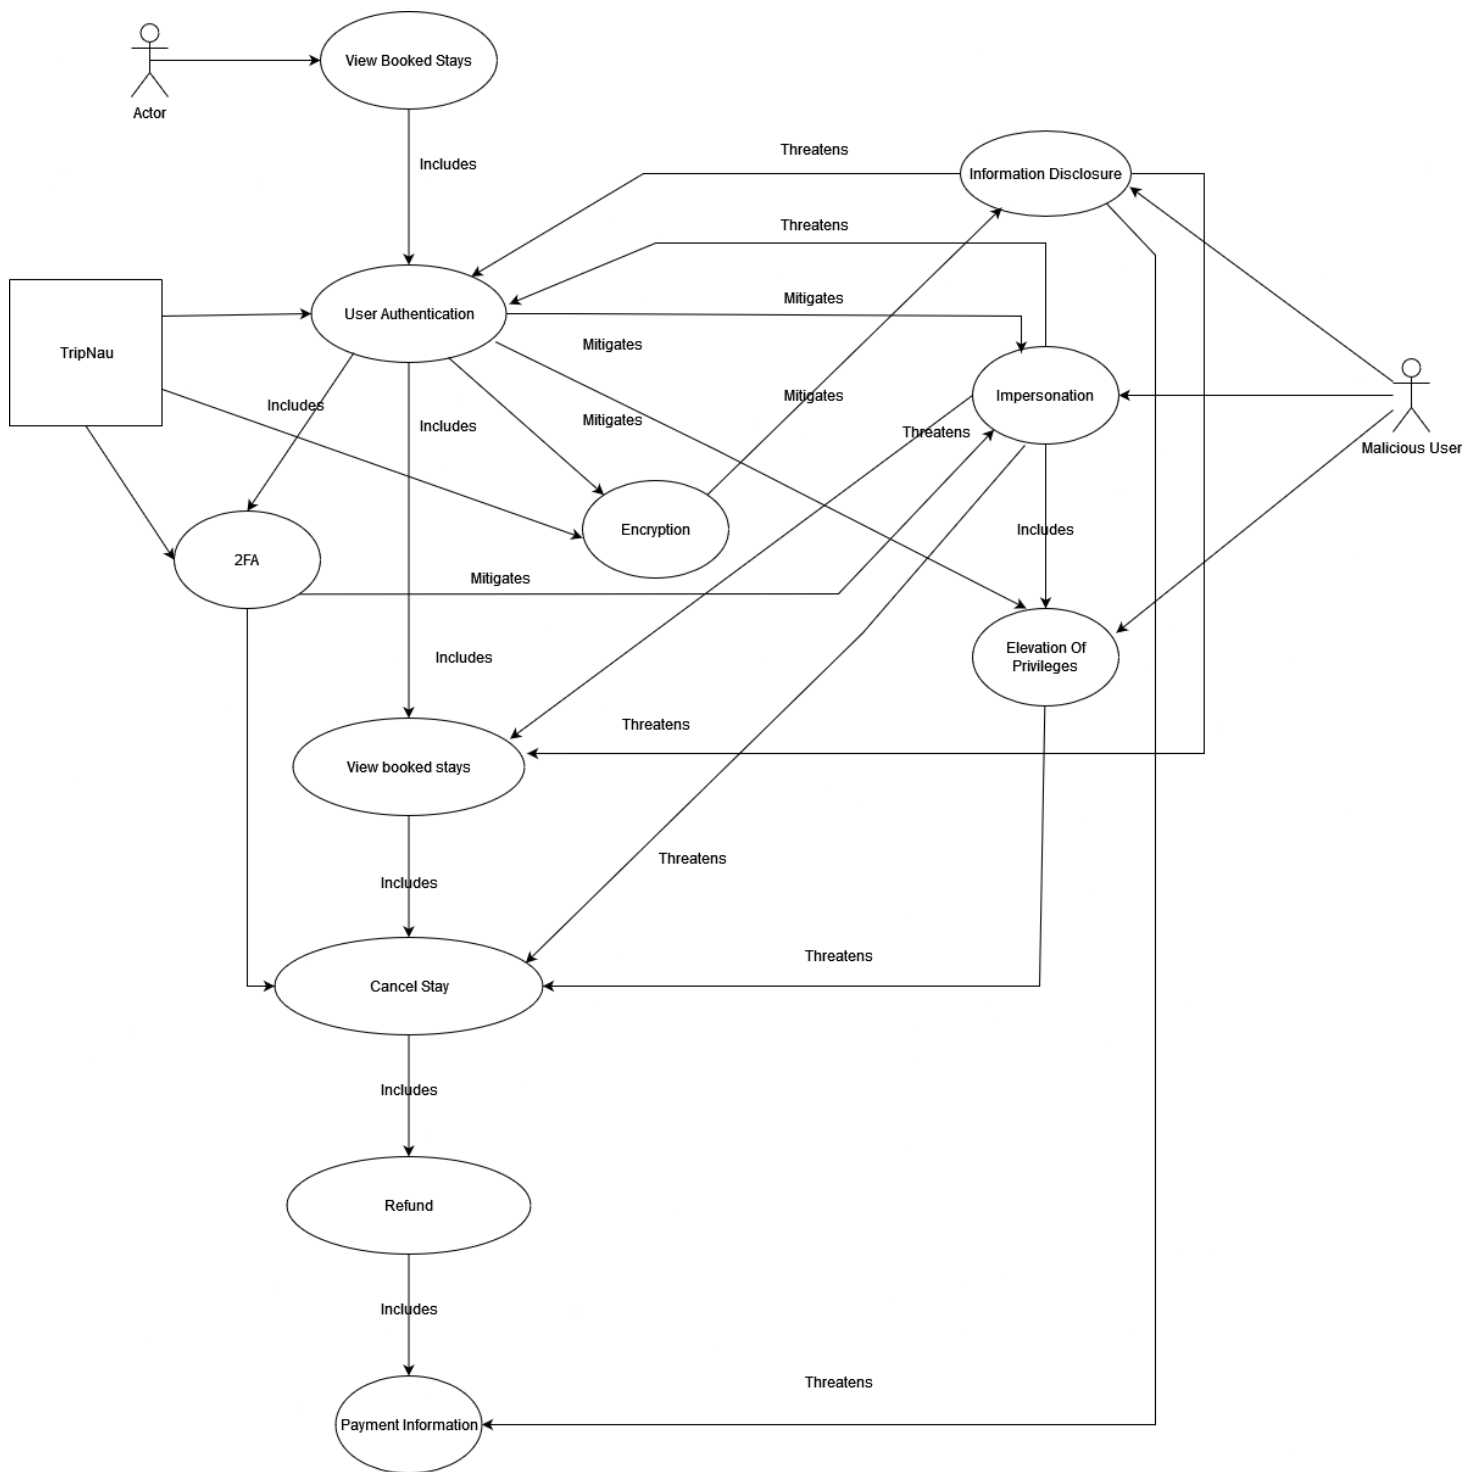 View Booked Stays
Actor
Includes
Threatens
Information Disclosure
Threatens
Mitigates
User Authentication
TripNau
Mitigates
Includes
Includes
Mitigates
Mitigates
Impersonation
Threatens
Malicious User
Encryption
Includes
2FA
Mitigates
Includes
Elevation Of
Privileges
Threatens
View booked stays
Threatens
Includes
Threatens
Cancel Stay
Includes
Refund
Includes
Threatens
Payment Information